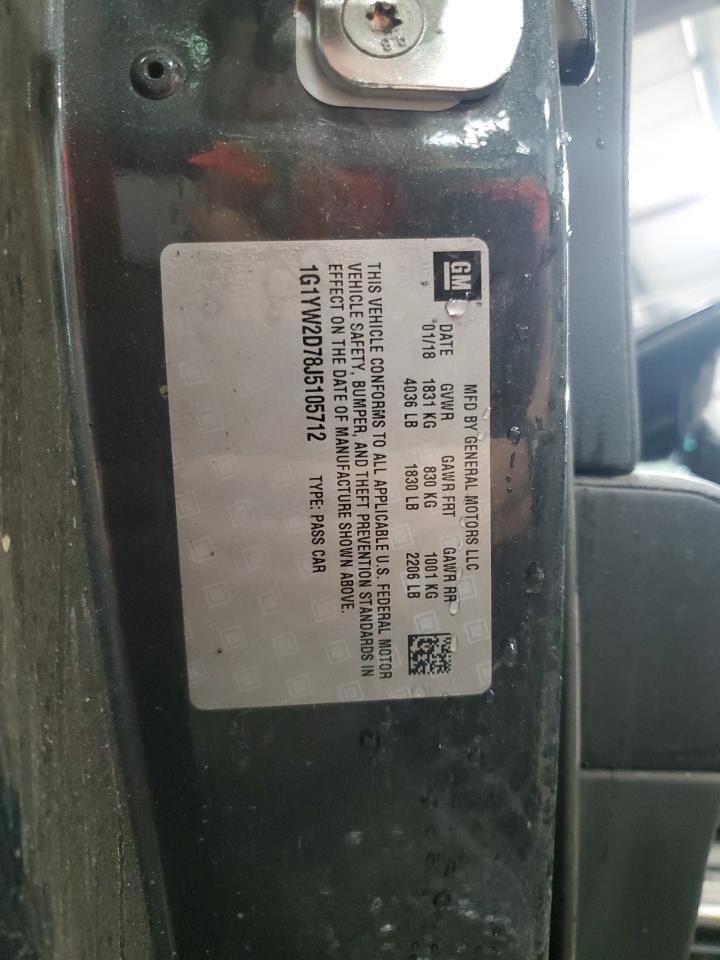 GM
MFD BY GENERAL MOTORS LLC
DATE GVWR GAWR FRT GAWR RR
01/18 1831 KG 830 KG 1001 KG
4036 LB 1830 LB 2206 LB
THIS VEHICLE CONFORMS TO ALL APPLICABLE U.S. FEDERAL MOTOR
VEHICLE SAFETY, BUMPER, AND THEFT PREVENTION STANDARDS IN
EFFECT ON THE DATE OF MANUFACTURE SHOWN ABOVE.
1G1YW2D78J5105712 TYPE: PASS CAR